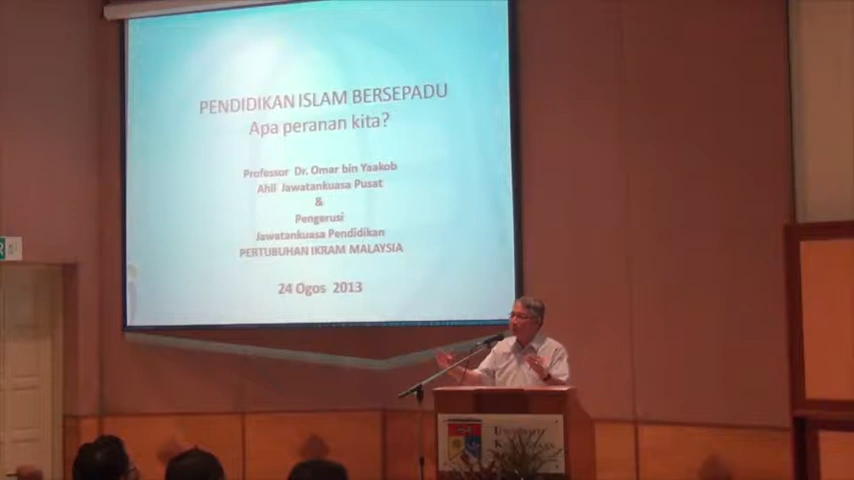 PENDIDIKAN ISLAM BERSEPADU
Apa peranan kita?
Professor Dr. Omar bin Yaakob
Ahli Jawatankuasa Pusat
&
Pengerusi
Jawatankuasa Pendidikan
PERTUBUHAN IKRAM MALAYSIA
24 Ogos 2013